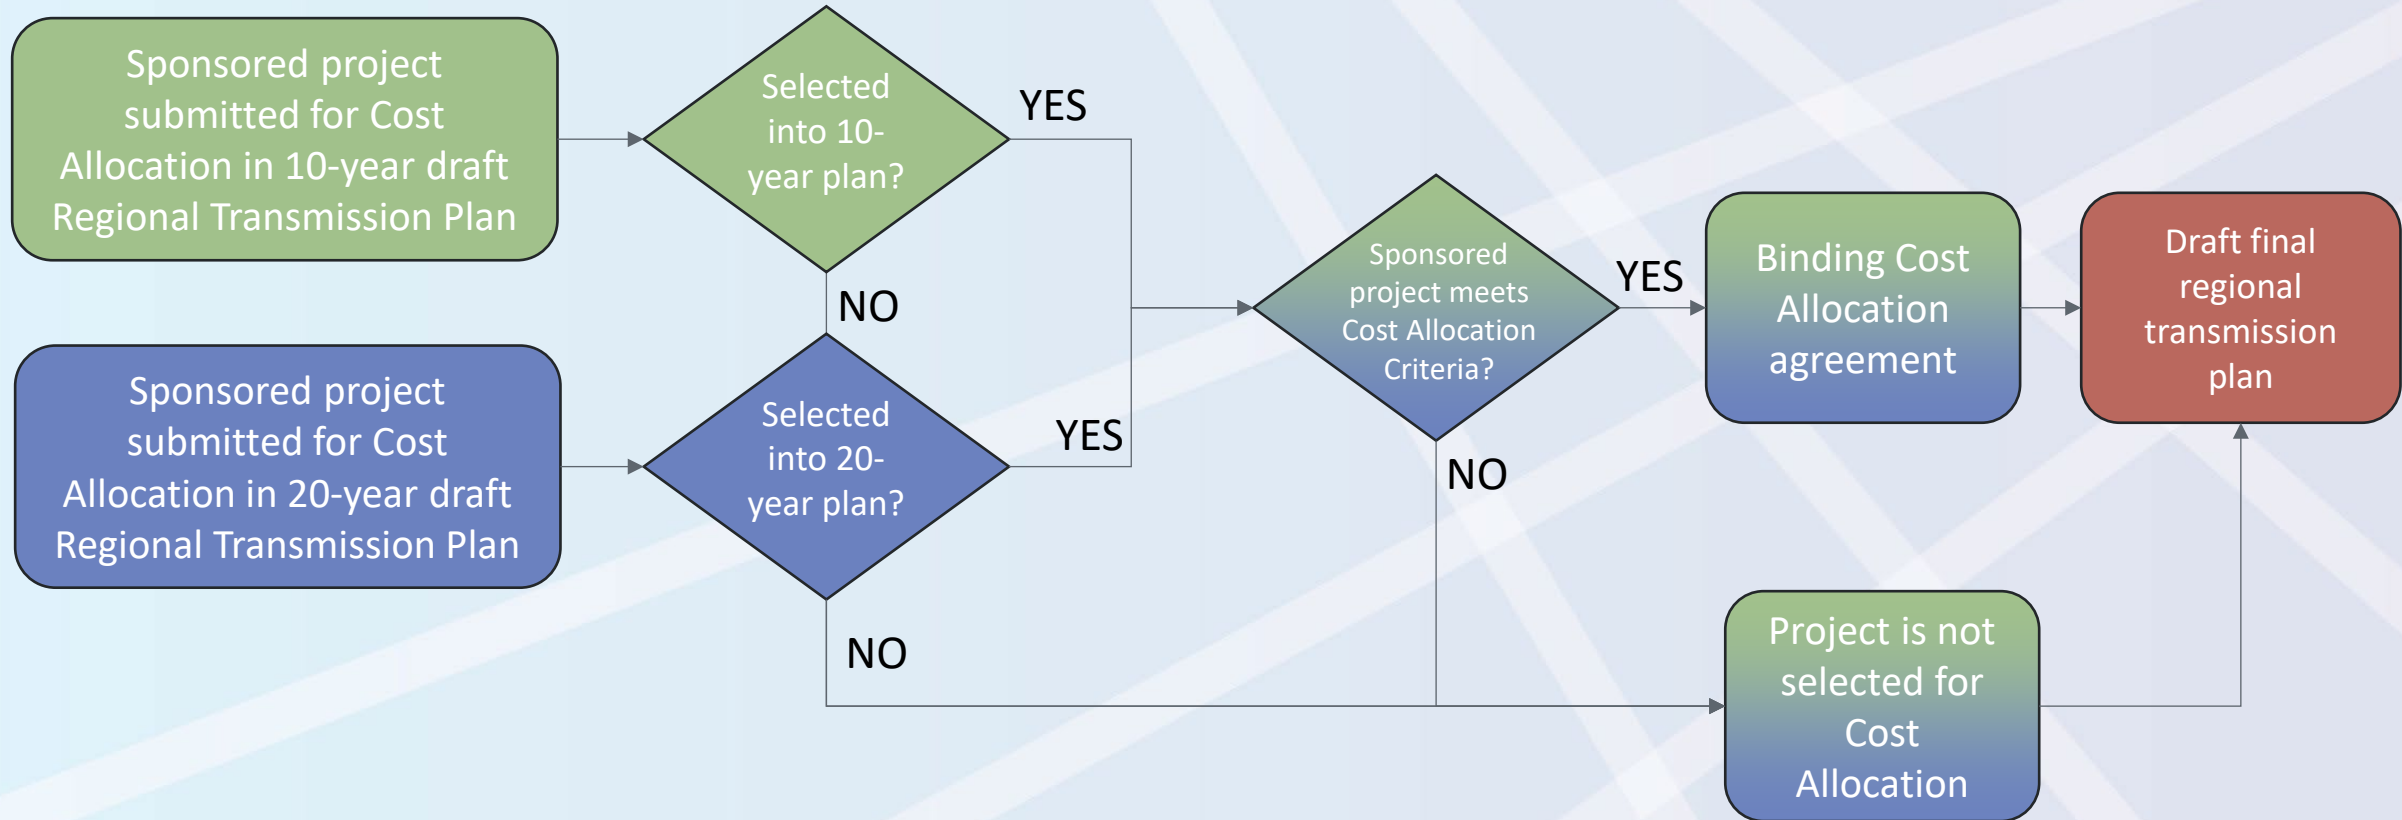 Sponsored project
submitted for Cost
Allocation in 10-year draft
Regional Transmission Plan
Selected
into 10-
year plan?
YES
NO
Sponsored project
submitted for Cost
Allocation in 20-year draft
Regional Transmission Plan
Selected
into 20-
year plan?
YES
NO
Sponsored
project meets
Cost Allocation
Criteria?
YES
NO
Binding Cost
Allocation
agreement
Draft final
regional
transmission
plan
Project is not
selected for
Cost
Allocation